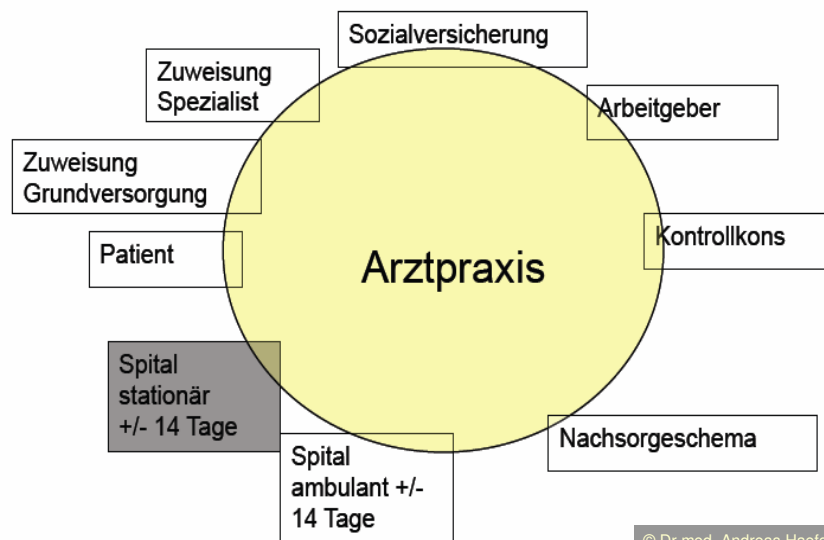 Sozialversicherung
Zuweisung
Spezialist
Arbeitgeber
Zuweisung
Grundversorgung
Patient
Kontrollkons
Arztpraxis
Spital
stationär
+/- 14 Tage
Nachsorgeschema
Spital
ambulant +/-
14 Tage
© Dr.med. Andreas